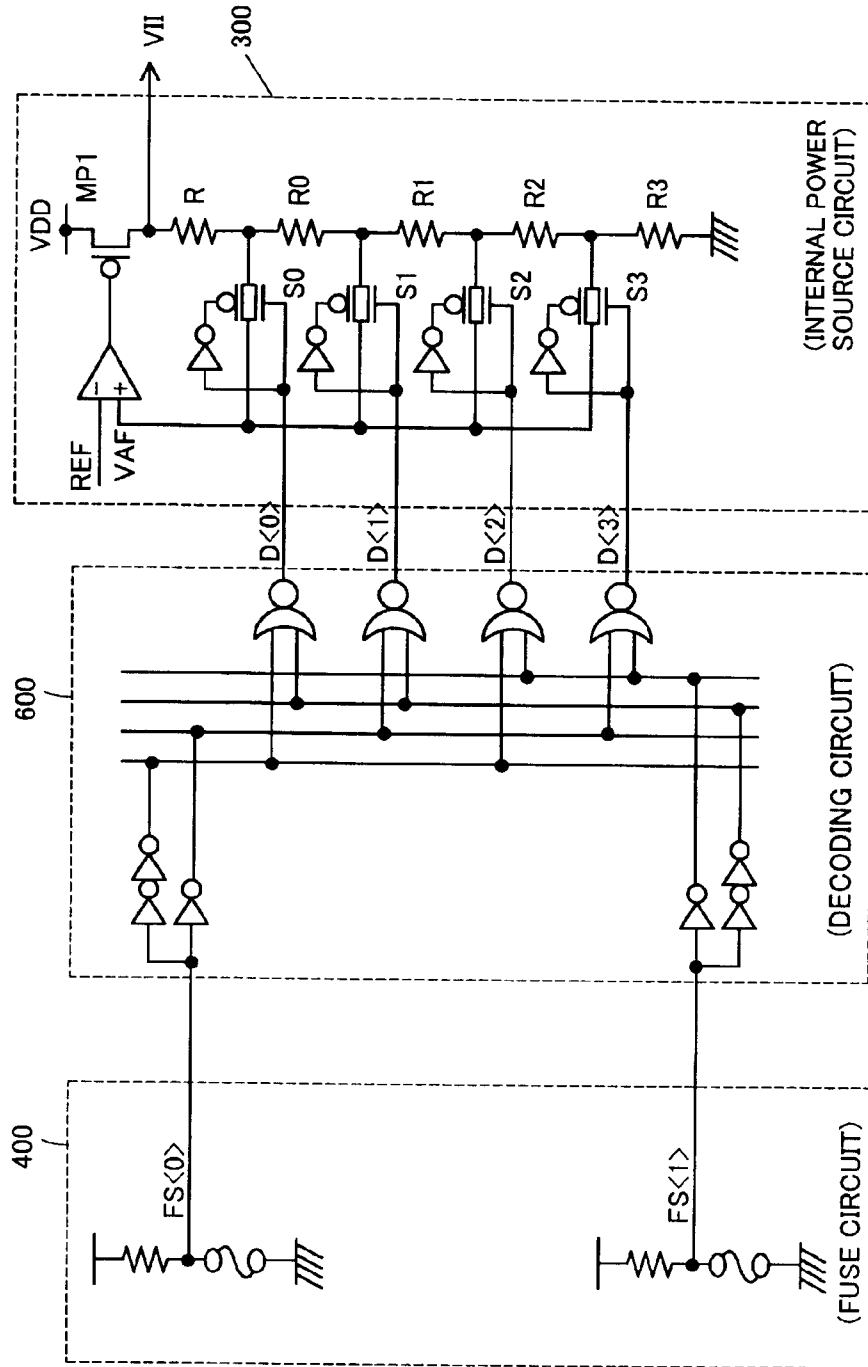 400
FS<0>
FS<1>
(FUSE CIRCUIT)
600
(DECODING CIRCUIT)
D<0>
D<1>
D<2>
D<3>
VDD
MP1
VII
300
REF
VAF
−
+
R
R0
R1
R2
R3
S0
S1
S2
S3
(INTERNAL POWER
SOURCE CIRCUIT)